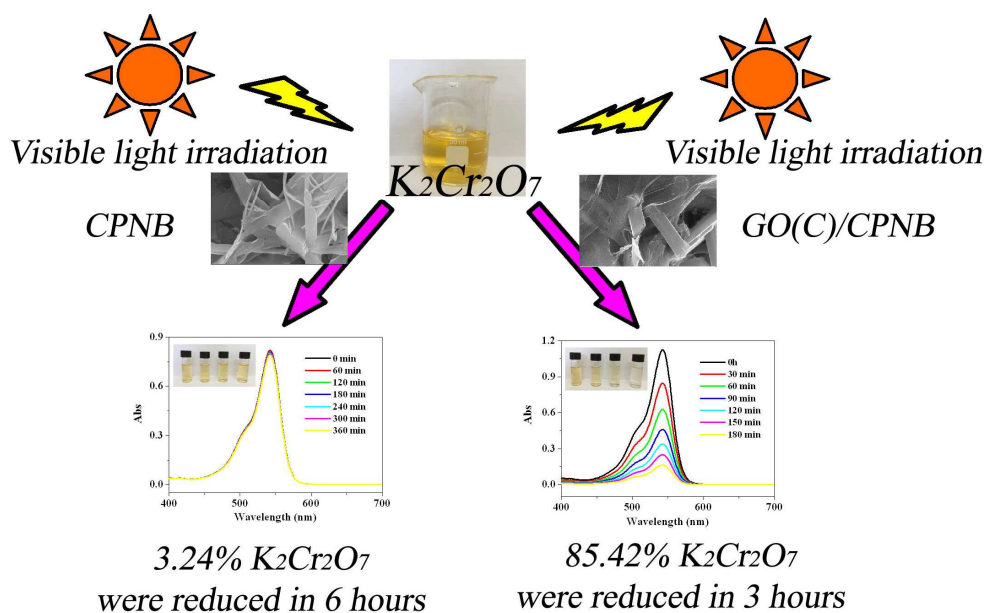 Visible light irradiation
Visible light irradiation
K2Cr2O7
CPNB
GO(C)/CPNB
0.9
0.6
0.3
0.0
Abs
0 min
60 min
120 min
180 min
240 min
300 min
360 min
400 500 600 700
Wavelength (nm)
1.2
0.9
0.6
0.3
0.0
Abs
0h
30 min
60 min
90 min
120 min
150 min
180 min
400 500 600 700
Wavelength (nm)
3.24% K2Cr2O7
were reduced in 6 hours
85.42% K2Cr2O7
were reduced in 3 hours